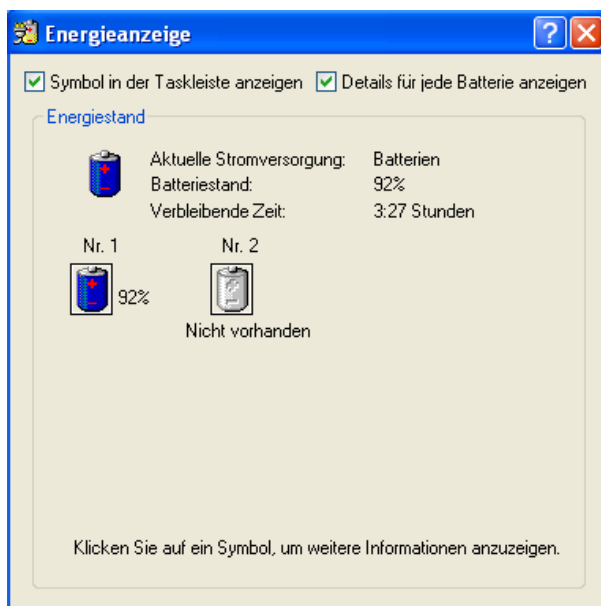 Energieanzeige
Symbol in der Taskleiste anzeigen Details für jede Batterie anzeigen
Energiestand
Aktuelle Stromversorgung: Batterien
Batteriestand: 92%
Verbleibende Zeit: 3:27 Stunden
Nr. 1 Nr. 2
92%
Nicht vorhanden
Klicken Sie auf ein Symbol, um weitere Informationen anzuzeigen.